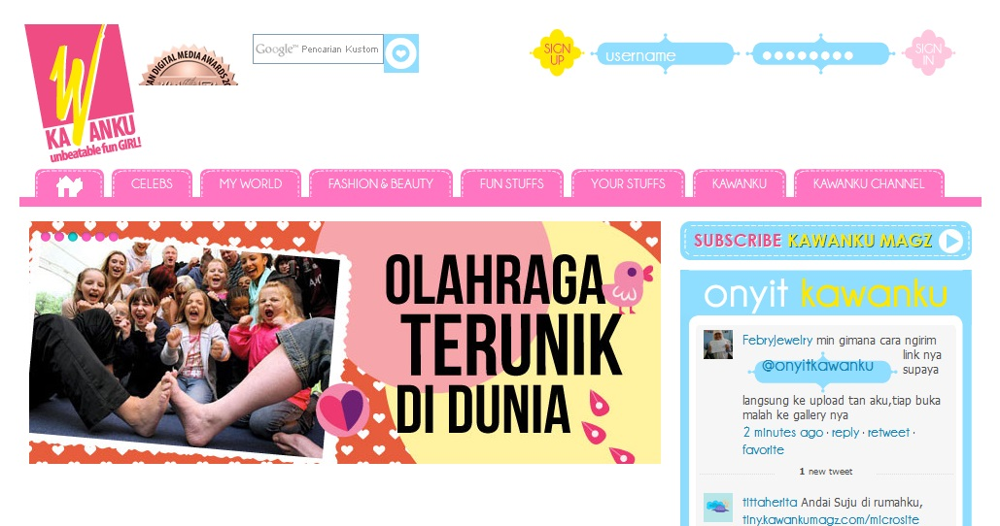 KAWANKU
unbeatable fun GIRL!
AN DIGITAL MEDIA AWARDS 20
Google™ Pencarian Kustom
SIGN UP
username
SIGN IN
CELEBS
MY WORLD
FASHION & BEAUTY
FUN STUFFS
YOUR STUFFS
KAWANKU
KAWANKU CHANNEL
OLAHRAGA
TERUNIK
DI DUNIA
SUBSCRIBE KAWANKU MAGZ
onyit kawanku
FebryJewelry min gimana cara ngirim
@onyitkawanku link nya
supaya
langsung ke upload tan aku,tiap buka
malah ke gallery nya
2 minutes ago · reply · retweet ·
favorite
1 new tweet
tittaherita Andai Suju di rumahku,
tiny.kawankumagz.com/microsite